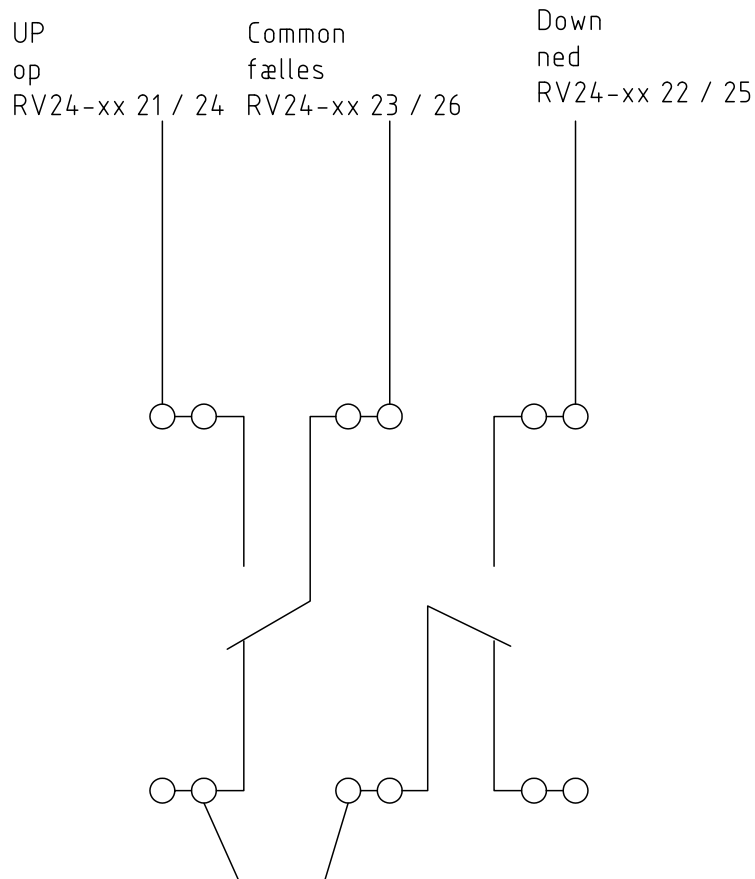 UP
op
RV24-xx 21 / 24
Common
fælles
RV24-xx 23 / 26
Down
ned
RV24-xx 22 / 25